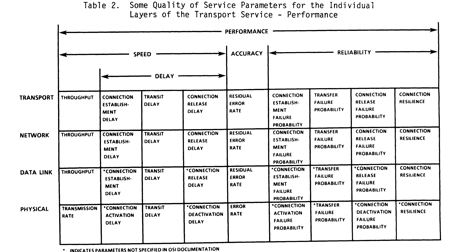 Table 2. Some Quality of Service Parameters for the Individual
Layers of the Transport Service - Performance
PERFORMANCE
SPEED
ACCURACY
RELIABILITY
DELAY
TRANSPORT
THROUGHPUT
CONNECTION
ESTABLISH-
MENT
DELAY
TRANSIT
DELAY
CONNECTION
RELEASE
DELAY
RESIDUAL
ERROR
RATE
CONNECTION
ESTABLISH-
MENT
FAILURE
PROBABILITY
TRANSFER
FAILURE
PROBABILITY
CONNECTION
RELEASE
FAILURE
PROBABILITY
CONNECTION
RESILIENCE
NETWORK
THROUGHPUT
CONNECTION
ESTABLISH-
MENT
DELAY
TRANSIT
DELAY
CONNECTION
RELEASE
DELAY
RESIDUAL
ERROR
RATE
CONNECTION
ESTABLISH-
MENT
FAILURE
PROBABILITY
TRANSFER
FAILURE
PROBABILITY
CONNECTION
RELEASE
FAILURE
PROBABILITY
CONNECTION
RESILIENCE
DATA LINK
THROUGHPUT
*CONNECTION
ESTABLISH-
MENT
DELAY
TRANSIT
DELAY
*CONNECTION
RELEASE
DELAY
RESIDUAL
ERROR
RATE
*CONNECTION
ESTABLISH-
MENT
FAILURE
PROBABILITY
*TRANSFER
FAILURE
PROBABILITY
*CONNECTION
RELEASE
FAILURE
PROBABILITY
CONNECTION
RESILIENCE
PHYSICAL
TRANSMISSION
RATE
*CONNECTION
ACTIVATION
DELAY
TRANSIT
DELAY
*CONNECTION
DEACTIVATION
DELAY
ERROR
RATE
*CONNECTION
ACTIVATION
FAILURE
PROBABILITY
*TRANSFER
FAILURE
PROBABILITY
*CONNECTION
DEACTIVATION
FAILURE
PROBABILITY
*CONNECTION
RESILIENCE
* INDICATES PARAMETERS NOT SPECIFIED IN OSI DOCUMENTATION